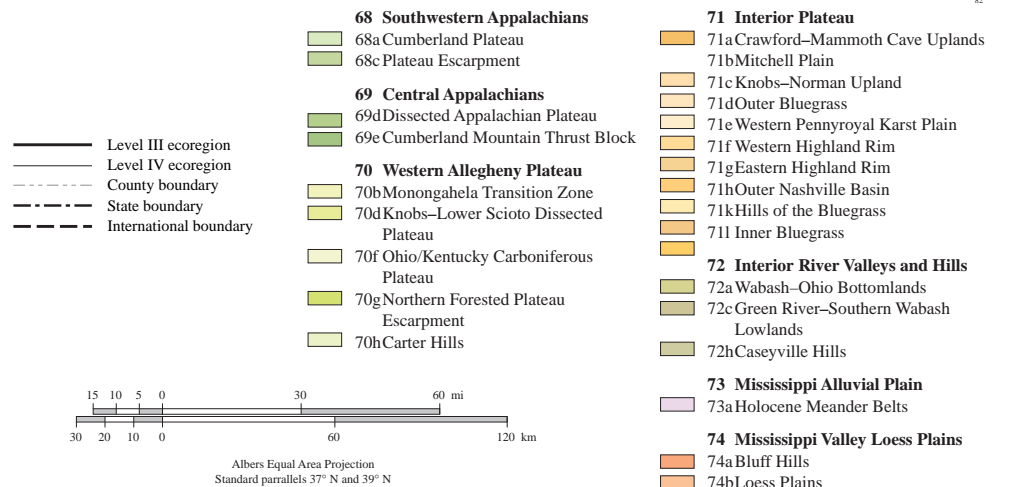 82
68 Southwestern Appalachians
68a Cumberland Plateau
68c Plateau Escarpment
69 Central Appalachians
69d Dissected Appalachian Plateau
69e Cumberland Mountain Thrust Block
70 Western Allegheny Plateau
70b Monongahela Transition Zone
70d Knobs–Lower Scioto Dissected
Plateau
70f Ohio/Kentucky Carboniferous
Plateau
70g Northern Forested Plateau
Escarpment
70h Carter Hills
71 Interior Plateau
71a Crawford–Mammoth Cave Uplands
71b Mitchell Plain
71c Knobs–Norman Upland
71d Outer Bluegrass
71e Western Pennyroyal Karst Plain
71f Western Highland Rim
71g Eastern Highland Rim
71h Outer Nashville Basin
71k Hills of the Bluegrass
71l Inner Bluegrass
72 Interior River Valleys and Hills
72a Wabash–Ohio Bottomlands
72c Green River–Southern Wabash
Lowlands
72h Caseyville Hills
73 Mississippi Alluvial Plain
73a Holocene Meander Belts
74 Mississippi Valley Loess Plains
74a Bluff Hills
74b Loess Plains
Level III ecoregion
Level IV ecoregion
County boundary
State boundary
International boundary
15 10 5 0 30 60 mi
30 20 10 0 60 120 km
Albers Equal Area Projection
Standard parrallels 37° N and 39° N